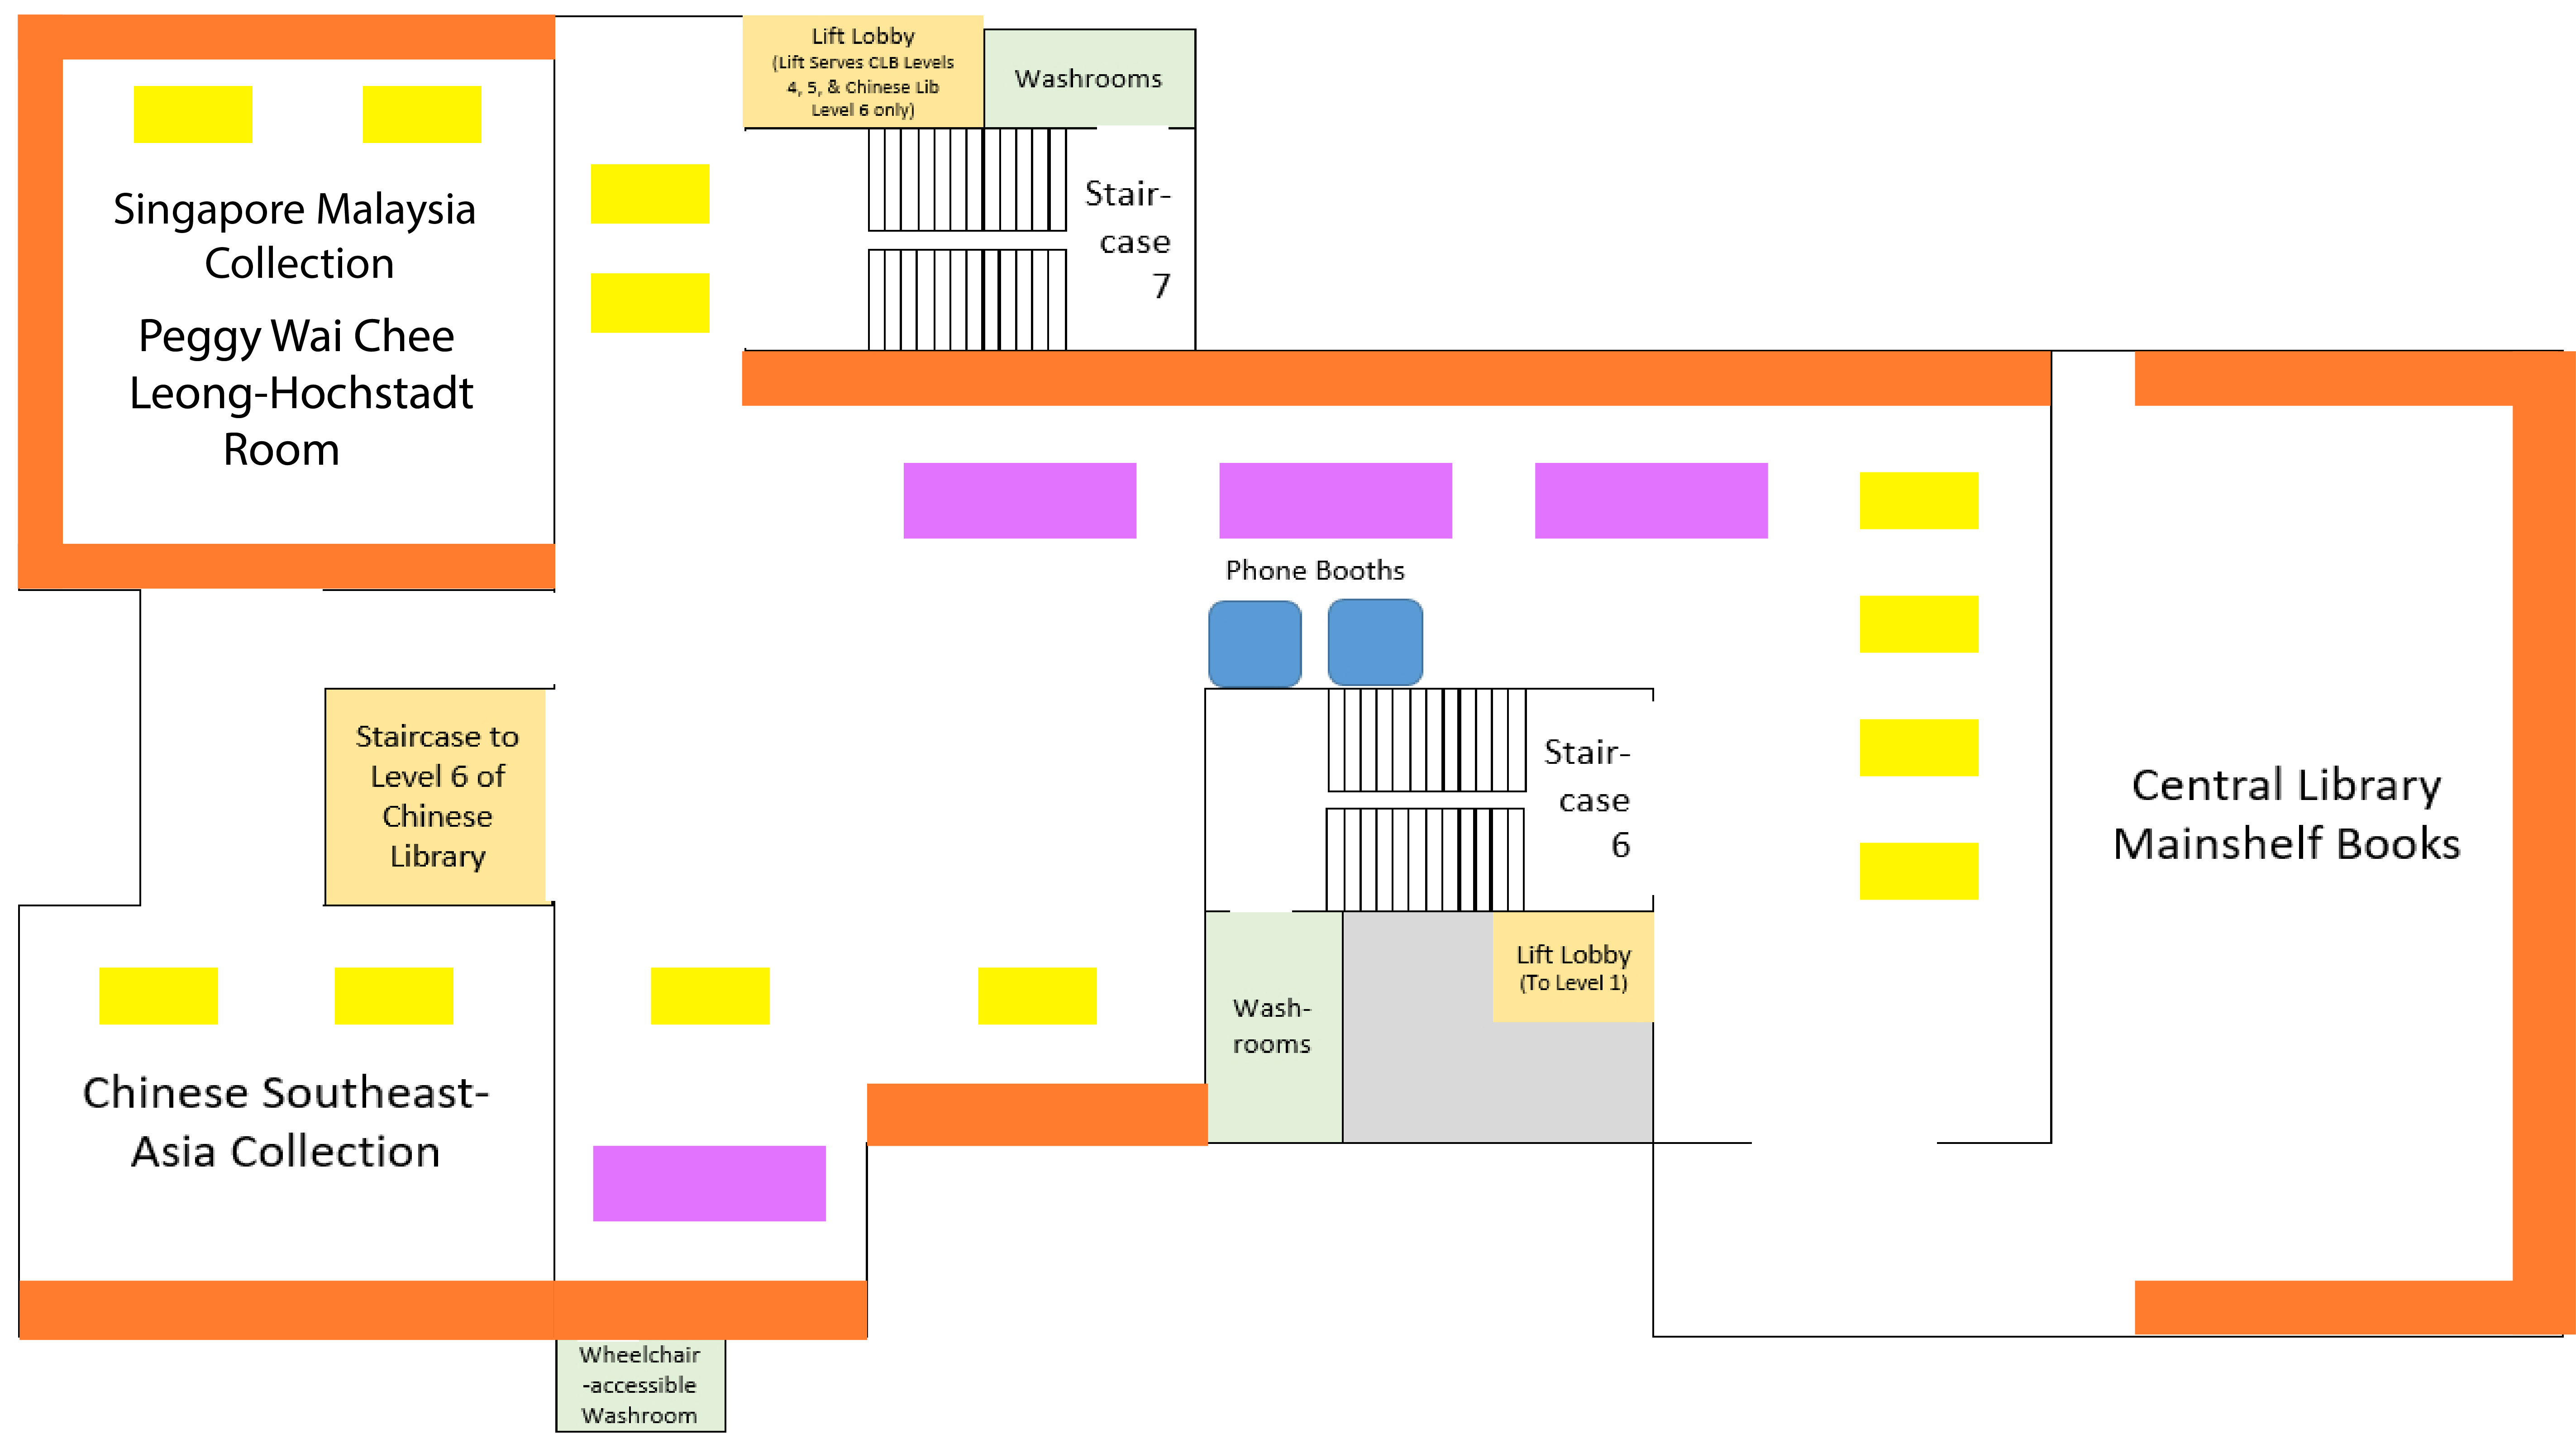 Lift Lobby
(Lift Serves CLB Levels
4, 5, & Chinese Lib
Level 6 only)
Washrooms
Singapore Malaysia
Collection
Peggy Wai Chee
Leong-Hochstadt
Room
Stair-
case
7
Phone Booths
Staircase to
Level 6 of
Chinese
Library
Stair-
case
6
Central Library
Mainshelf Books
Lift Lobby
(To Level 1)
Wash-
rooms
Chinese Southeast-
Asia Collection
Wheelchair
-accessible
Washroom